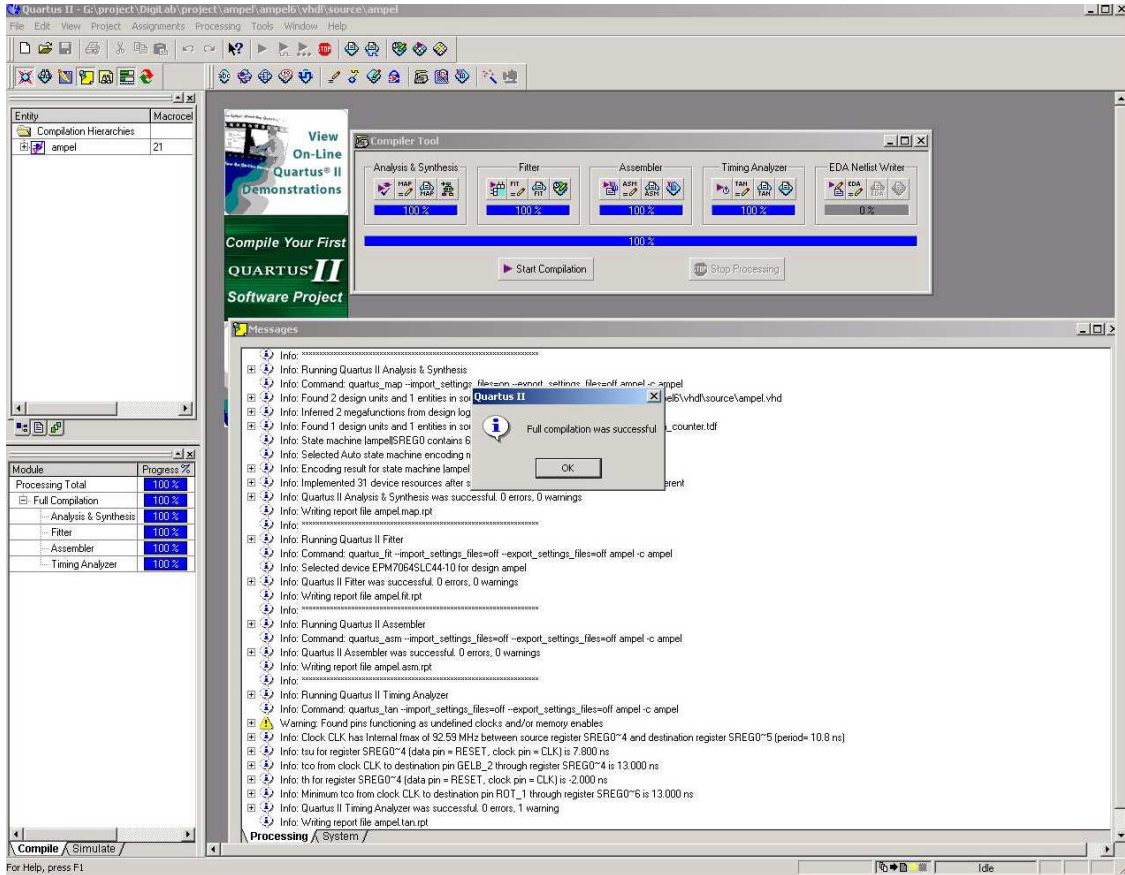 Quartus II - G:\project\DigiLab\project\ampel\ampel6\vhdl\source\ampel
File Edit View Project Assignments Processing Tools Window Help
Entity Macrocel
Compilation Hierarchies
ampel 21
Module Progress %
Processing Total 100 %
Full Compilation 100 %
Analysis & Synthesis 100 %
Fitter 100 %
Assembler 100 %
Timing Analyzer 100 %
Compile Simulate
View
On-Line
Quartus® II
Demonstrations
Compile Your First
QUARTUS® II
Software Project
Compiler Tool
Analysis & Synthesis Fitter Assembler Timing Analyzer EDA Netlist Writer
MAP MAP FIT FIT ASM ASM TAN TAN EDA EDA
100 % 100 % 100 % 100 % 0 %
100 %
Start Compilation STOP Stop Processing
Messages
Info: Running Quartus II Analysis & Synthesis
Info: Command: quartus_map --import_settings_files=on --export_settings_files=off ampel -c ampel
Info: Found 2 design units and 1 entities in sou pel6\vhdl\source\ampel.vhd
Info: Inferred 2 megafunctions from design log
Info: Found 1 design units and 1 entities in sou _counter.tdf
Info: State machine |ampel|SREG0 contains 6
Info: Selected Auto state machine encoding m
Info: Encoding result for state machine |ampel
Info: Implemented 31 device resources after s erent
Info: Quartus II Analysis & Synthesis was successful. 0 errors, 0 warnings
Info: Writing report file ampel.map.rpt
Info:
Info: Running Quartus II Fitter
Info: Command: quartus_fit --import_settings_files=off --export_settings_files=off ampel -c ampel
Info: Selected device EPM7064SLC44-10 for design ampel
Info: Quartus II Fitter was successful. 0 errors, 0 warnings
Info: Writing report file ampel.fit.rpt
Info:
Info: Running Quartus II Assembler
Info: Command: quartus_asm --import_settings_files=off --export_settings_files=off ampel -c ampel
Info: Quartus II Assembler was successful. 0 errors, 0 warnings
Info: Writing report file ampel.asm.rpt
Info:
Info: Running Quartus II Timing Analyzer
Info: Command: quartus_tan --import_settings_files=off --export_settings_files=off ampel -c ampel
Warning: Found pins functioning as undefined clocks and/or memory enables
Info: Clock CLK has Internal fmax of 92.59 MHz between source register SREG0~4 and destination register SREG0~5 (period= 10.8 ns)
Info: tsu for register SREG0~4 (data pin = RESET, clock pin = CLK) is 7.800 ns
Info: tco from clock CLK to destination pin GELB_2 through register SREG0~4 is 13.000 ns
Info: th for register SREG0~4 (data pin = RESET, clock pin = CLK) is -2.000 ns
Info: Minimum tco from clock CLK to destination pin ROT_1 through register SREG0~6 is 13.000 ns
Info: Quartus II Timing Analyzer was successful. 0 errors, 1 warning
Info: Writing report file ampel.tan.rpt
Processing System
Quartus II
Full compilation was successful
OK
For Help, press F1
Idle